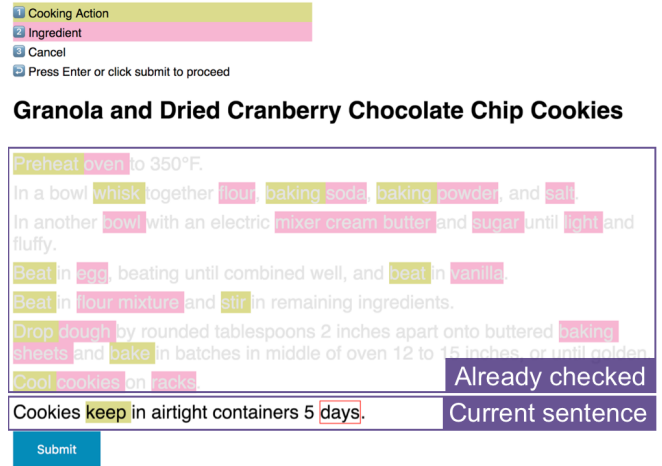 1 Cooking Action
2 Ingredient
3 Cancel
Press Enter or click submit to proceed
Granola and Dried Cranberry Chocolate Chip Cookies
Preheat oven to 350°F.
In a bowl whisk together flour, baking soda, baking powder, and salt.
In another bowl with an electric mixer cream butter and sugar until light and
fluffy.
Beat in egg, beating until combined well, and beat in vanilla.
Beat in flour mixture and stir in remaining ingredients.
Drop dough by rounded tablespoons 2 inches apart onto buttered baking
sheets and bake in batches in middle of oven 12 to 15 inches, or until golden
Cool cookies on racks.
Already checked
Cookies keep in airtight containers 5 days.
Current sentence
Submit